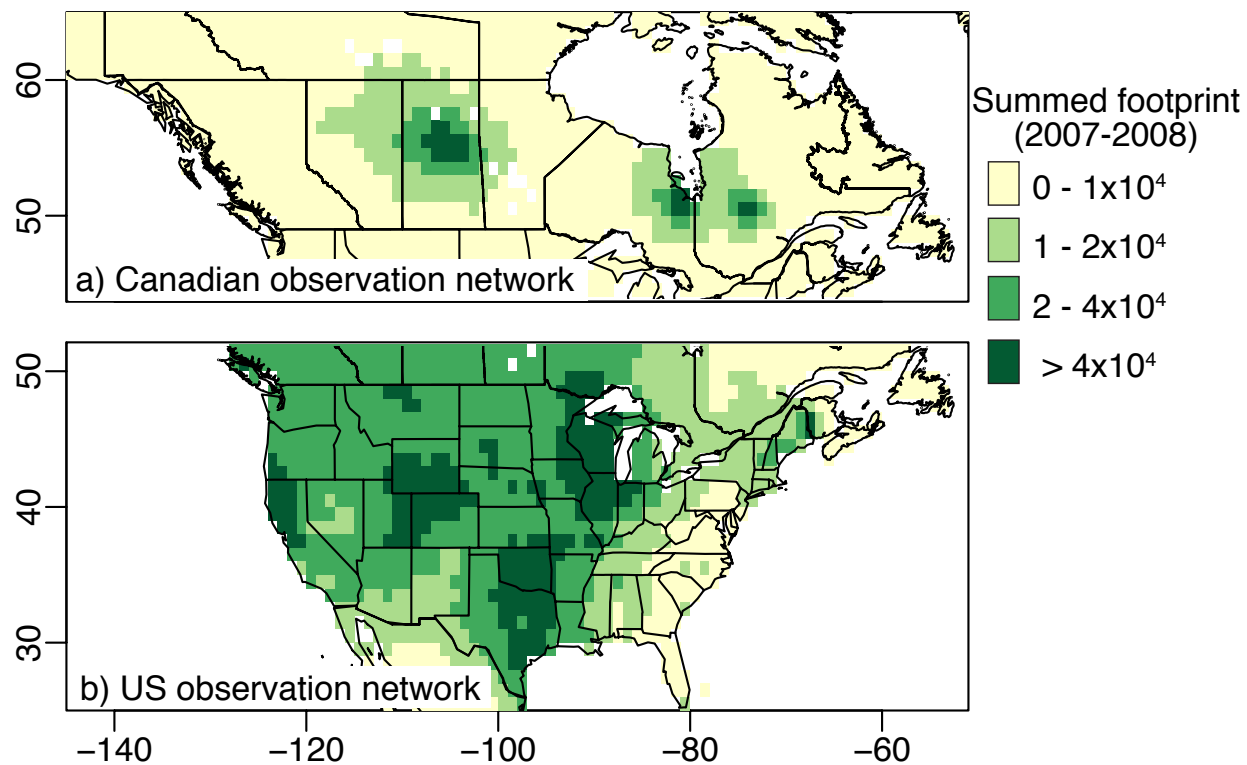 60
50
a) Canadian observation network
Summed footprint
(2007-2008)
0 - 1x10⁴
1 - 2x10⁴
2 - 4x10⁴
> 4x10⁴
50
40
30
b) US observation network
−140 −120 −100 −80 −60